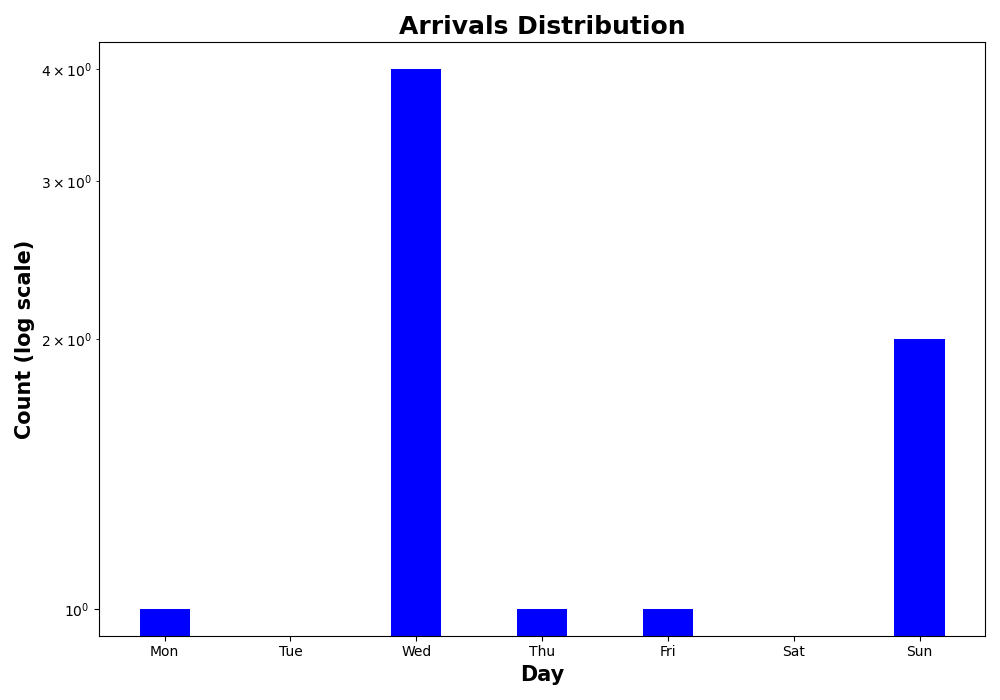 Arrivals Distribution
4 × 10⁰
3 × 10⁰
2 × 10⁰
10⁰
Count (log scale)
Mon Tue Wed Thu Fri Sat Sun
Day